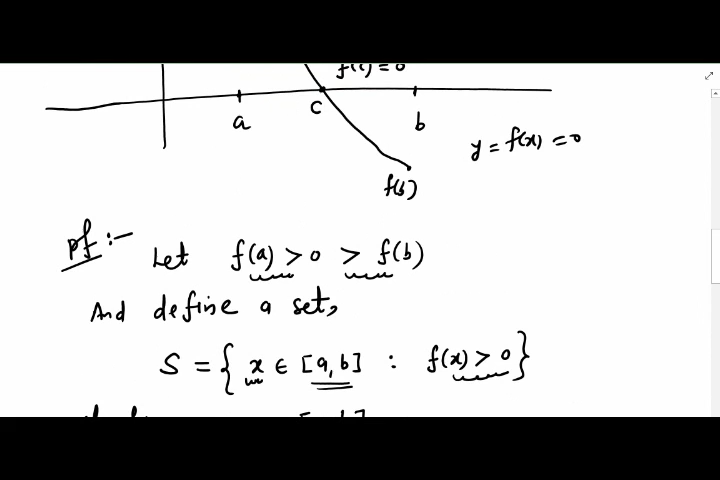 f(c) = 0
a
c
b
y = f(x) = 0
f(b)
Pf :-
Let f(a) > 0 > f(b)
And define a set,
S = { x ∈ [a, b] : f(x) > 0 }